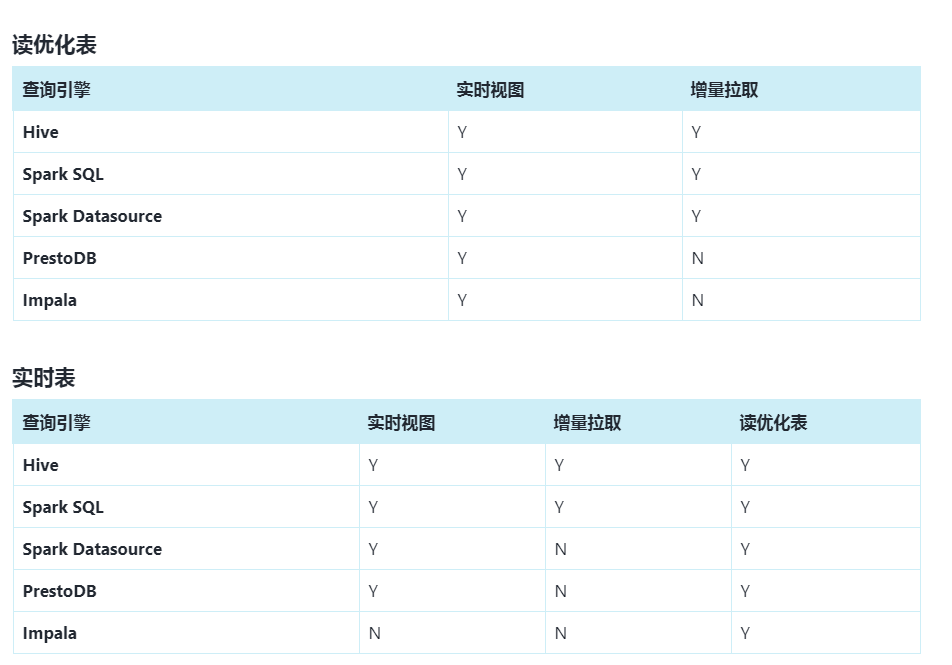 读优化表
查询引擎 实时视图 增量拉取
Hive Y Y
Spark SQL Y Y
Spark Datasource Y Y
PrestoDB Y N
Impala Y N
实时表
查询引擎 实时视图 增量拉取 读优化表
Hive Y Y Y
Spark SQL Y Y Y
Spark Datasource Y N Y
PrestoDB Y N Y
Impala N N Y